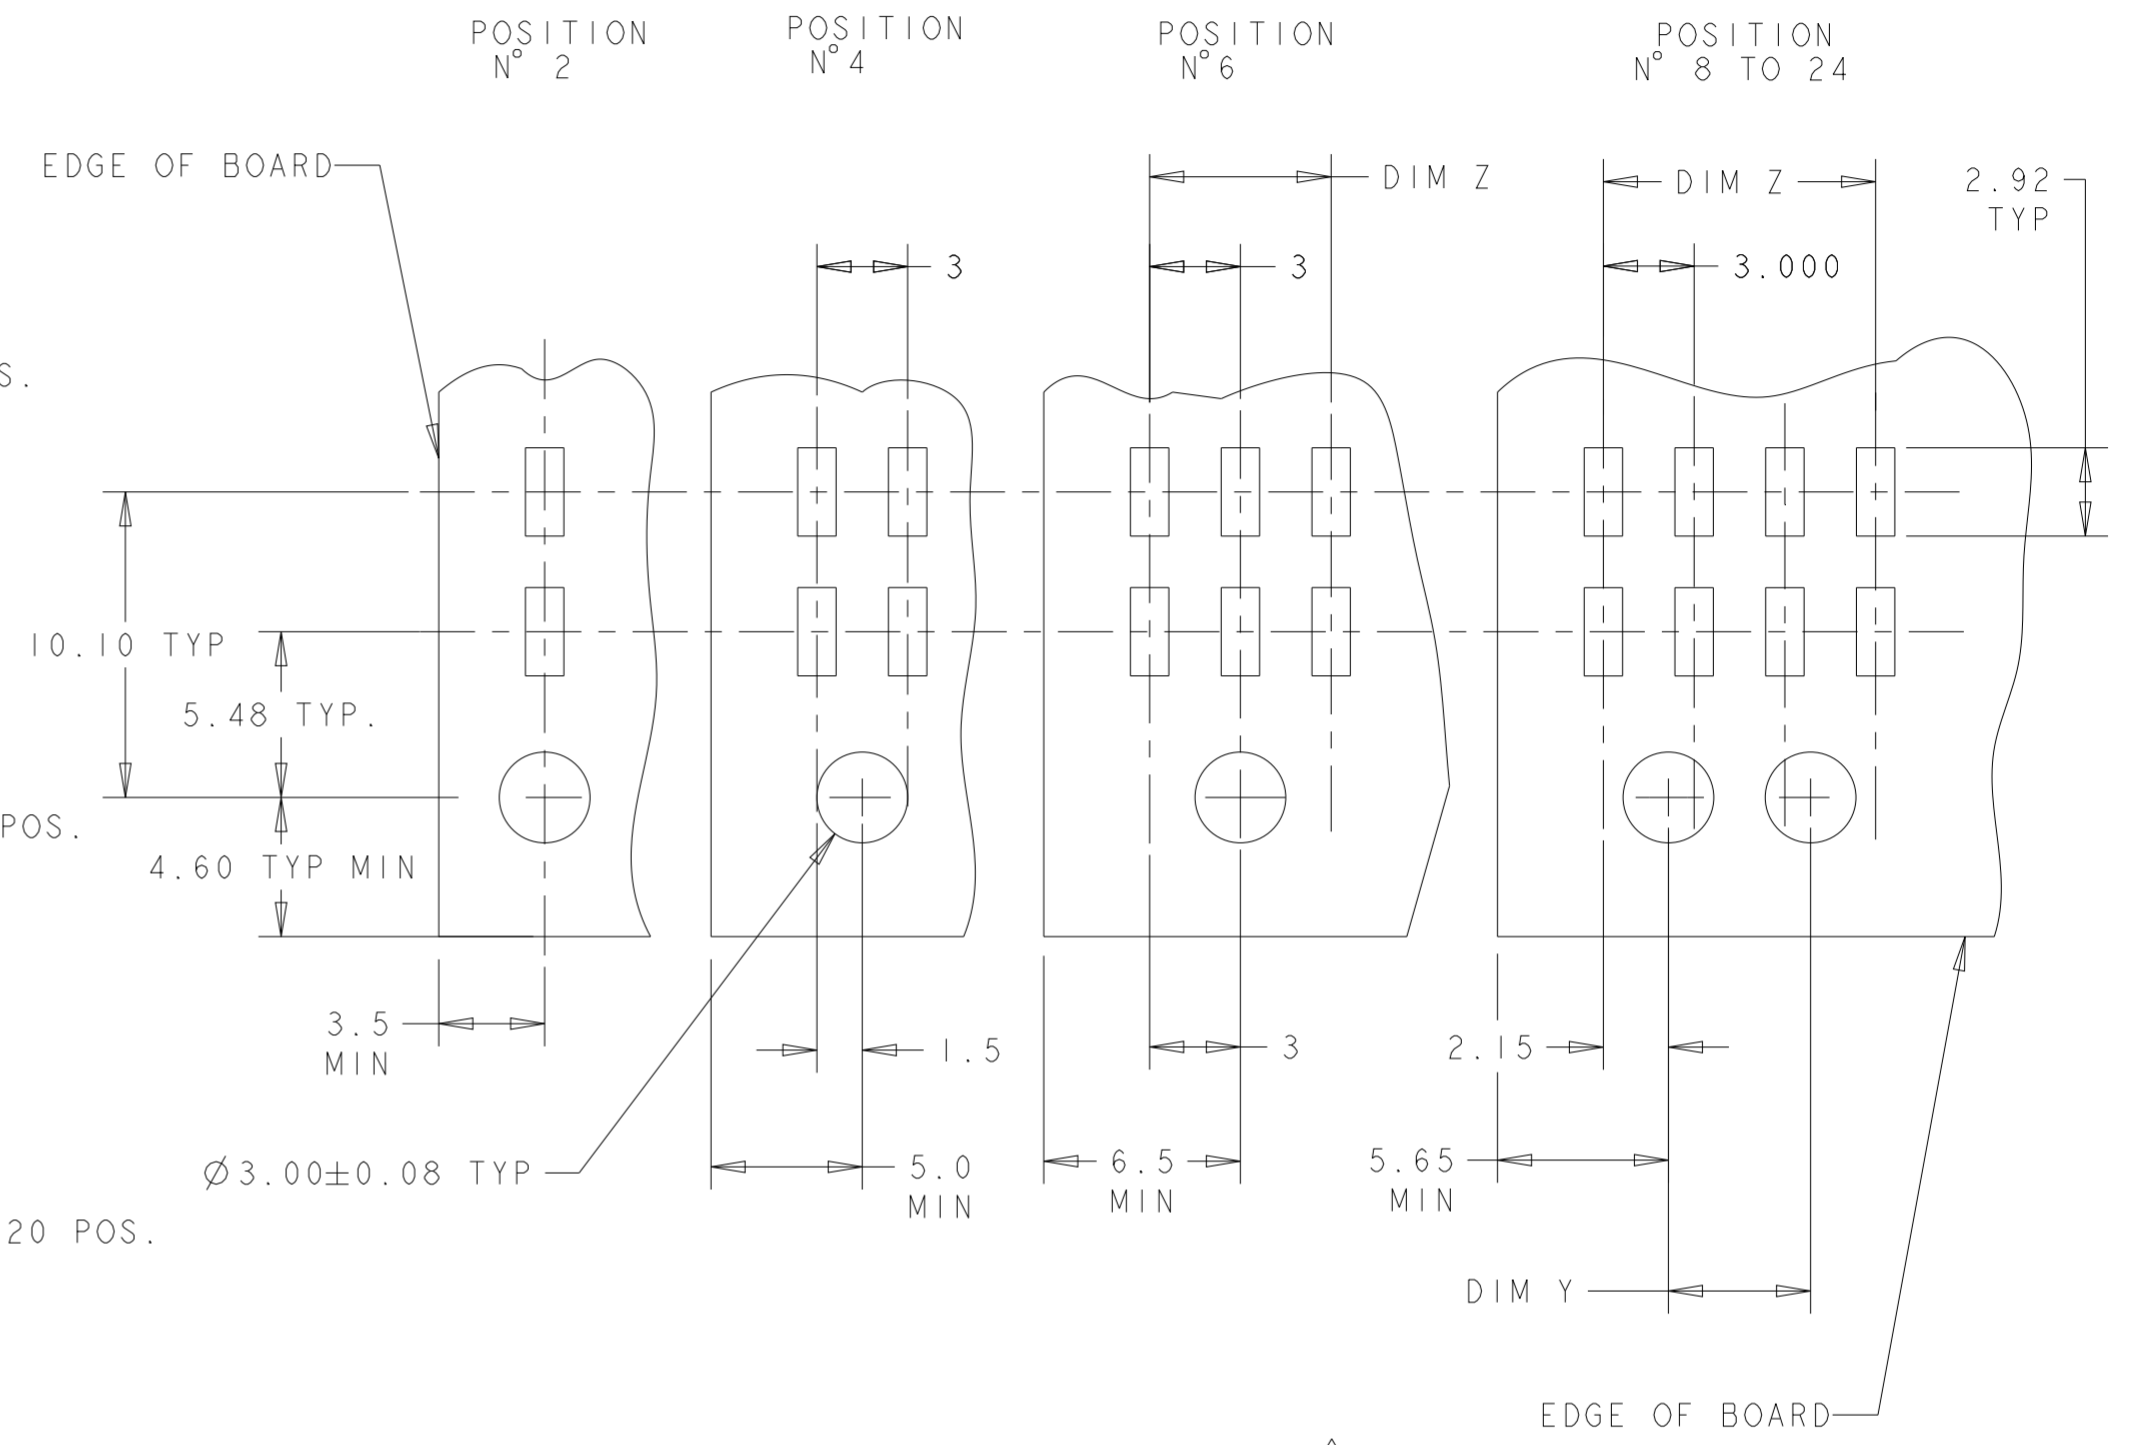 POSITION
N° 2
POSITION
N° 4
POSITION
N° 6
POSITION
N° 8 TO 24
EDGE OF BOARD
DIM Z
DIM Z
2.92
TYP
3
3
3.000
S.
10.10 TYP
5.48 TYP.
POS.
4.60 TYP MIN
3.5
MIN
1.5
3
2.15
Ø3.00±0.08 TYP
5.0
MIN
6.5
MIN
5.65
MIN
20 POS.
DIM Y
EDGE OF BOARD